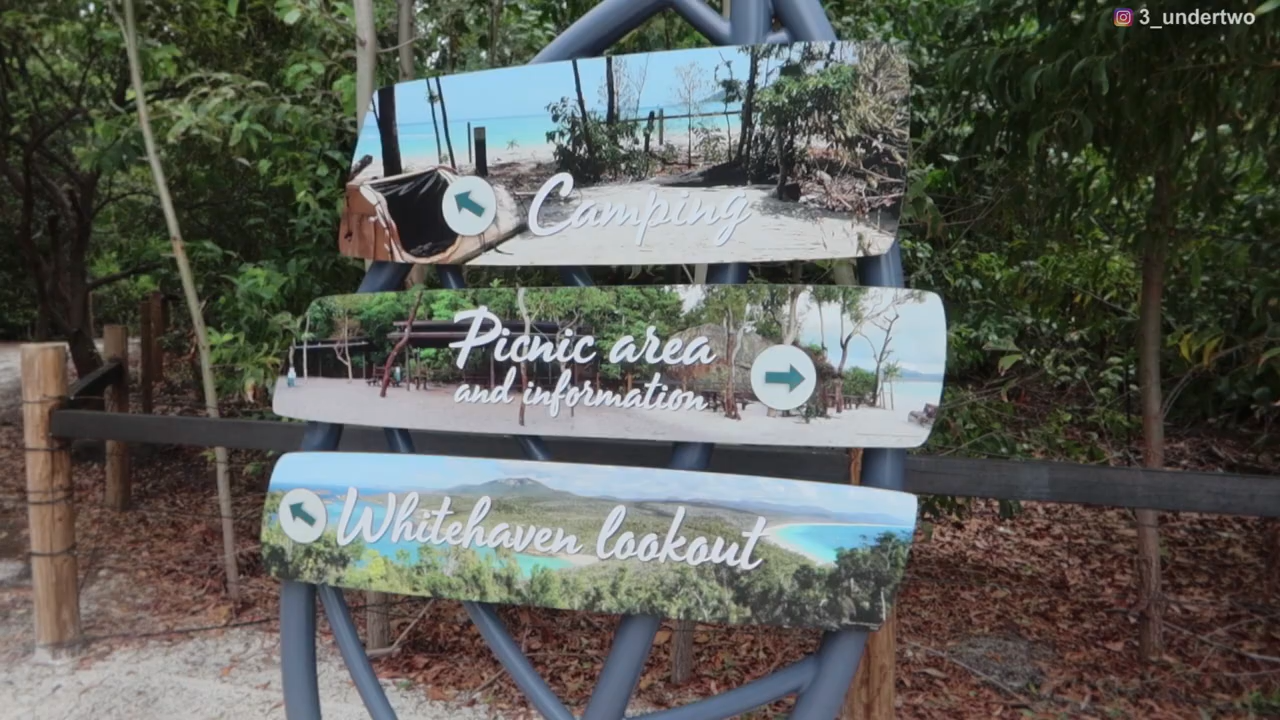 3_undertwo
Camping
Picnic area
and information
Whitehaven lookout